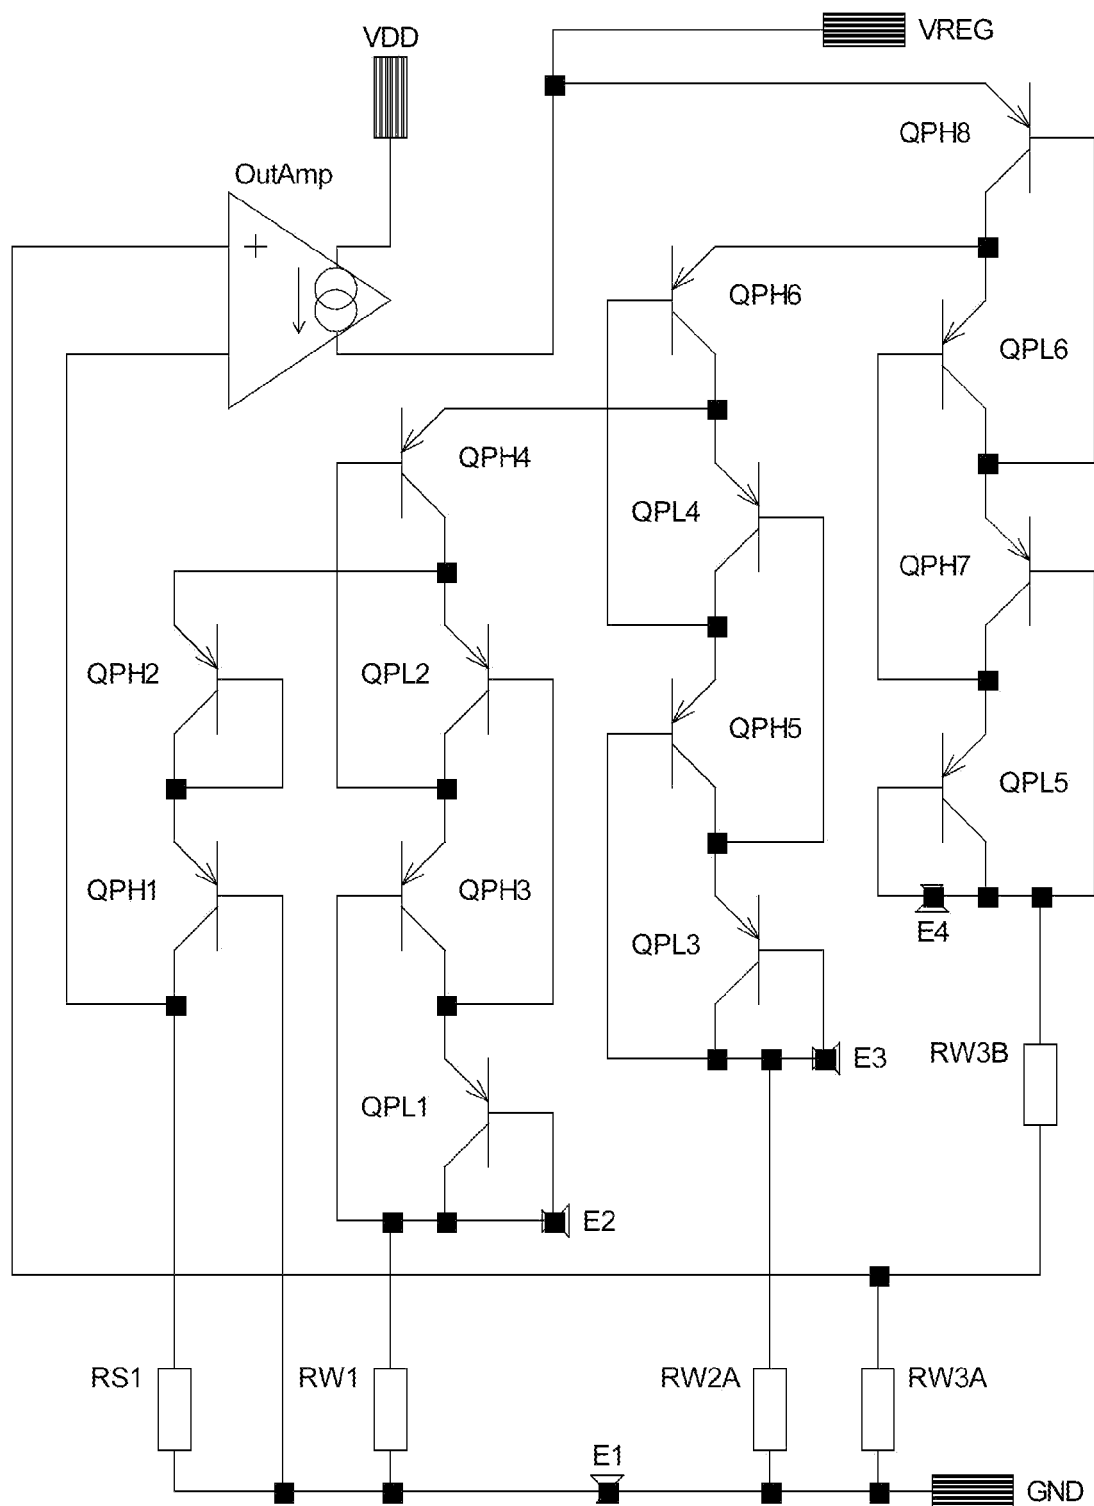 VREG
VDD
QPH8
OutAmp
+
QPH6
QPL6
QPH4
QPL4
QPH7
QPH2
QPL2
QPH5
QPL5
QPH1
QPH3
E4
QPL3
E3
RW3B
QPL1
E2
RS1
RW1
RW2A
RW3A
E1
GND